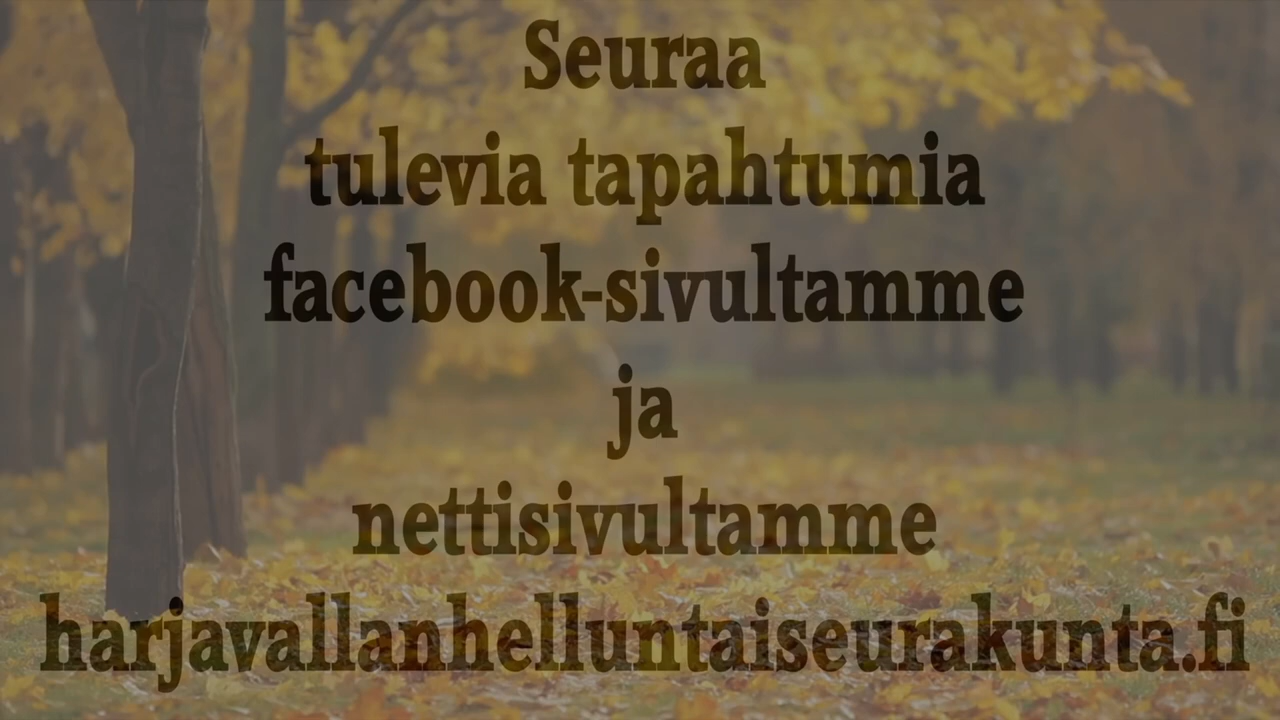 Seuraa
tulevia tapahtumia
facebook-sivultamme
ja
nettisivultamme
harjavallanhelluntaiseurakunta.fi